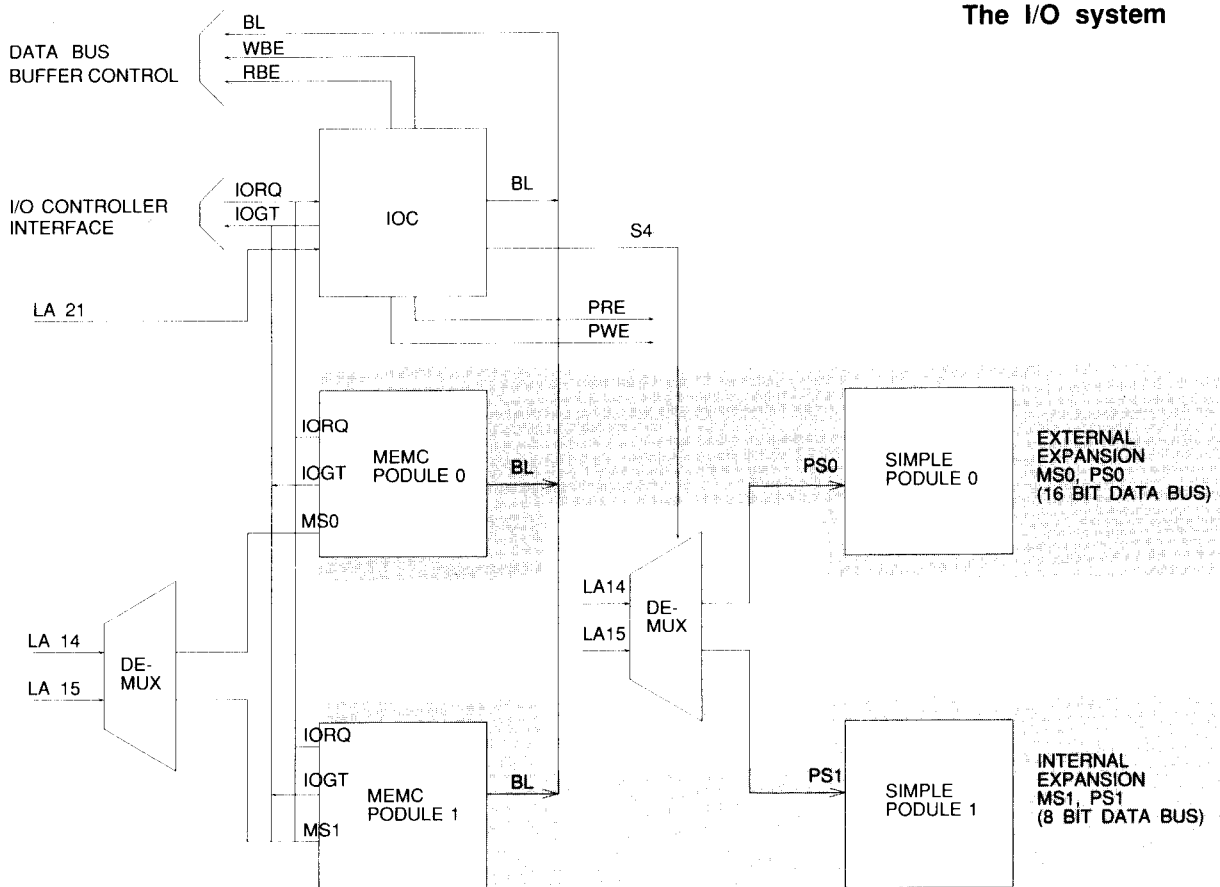 The I/O system
BL
WBE
RBE
DATA BUS
BUFFER CONTROL
IORQ
IOGT
I/O CONTROLLER
INTERFACE
IOC
BL
S4
LA 21
PRE
PWE
IORQ
IOGT
MS0
MEMC
PODULE 0
BL
PS0
SIMPLE
PODULE 0
EXTERNAL
EXPANSION
MS0, PS0
(16 BIT DATA BUS)
LA 14
LA 15
DE-
MUX
LA14
LA15
DE-
MUX
IORQ
IOGT
MS1
MEMC
PODULE 1
BL
PS1
SIMPLE
PODULE 1
INTERNAL
EXPANSION
MS1, PS1
(8 BIT DATA BUS)